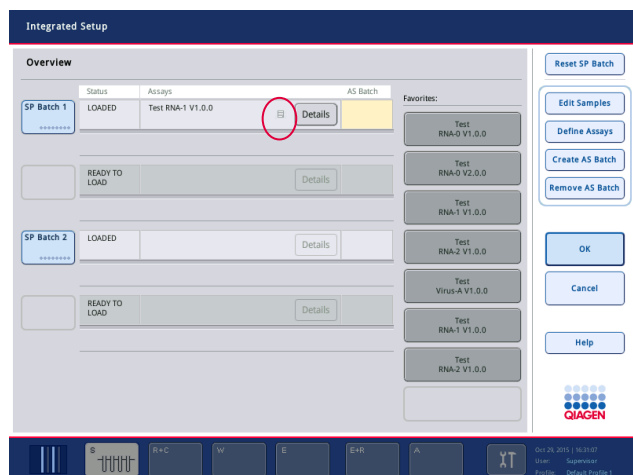 Integrated Setup
Overview
Reset SP Batch
Status Assays AS Batch
Favorites:
SP Batch 1
LOADED Test RNA-1 V1.0.0 Details
Edit Samples
Test
RNA-0 V1.0.0
Define Assays
READY TO
LOAD
Details
Test
RNA-0 V2.0.0
Create AS Batch
Remove AS Batch
Test
RNA-1 V1.0.0
SP Batch 2
LOADED Details
Test
RNA-2 V1.0.0
OK
Test
Virus-A V1.0.0
Cancel
READY TO
LOAD
Details
Test
RNA-1 V1.0.0
Help
Test
RNA-2 V1.0.0
QIAGEN
S R+C W E E+R A
Oct 29, 2015 | 16:31:07
User: Supervisor
Profile: Default Profile 1